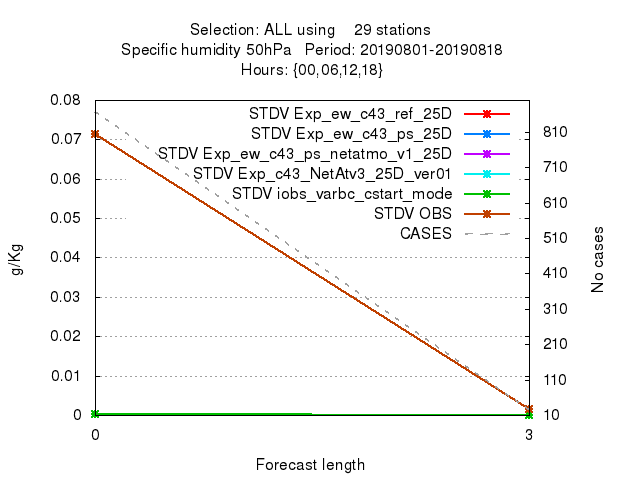 Selection: ALL using    29 stations
Specific humidity 50hPa   Period: 20190801-20190818
Hours: {00,06,12,18}
STDV Exp_ew_c43_ref_25D
STDV Exp_ew_c43_ps_25D
STDV Exp_ew_c43_ps_netatmo_v1_25D
STDV Exp_c43_NetAtv3_25D_ver01
STDV iobs_varbc_cstart_mode
STDV OBS
CASES
g/Kg
0.08
0.07
0.06
0.05
0.04
0.03
0.02
0.01
0
No cases
810
710
610
510
410
310
210
110
10
0
3
Forecast length